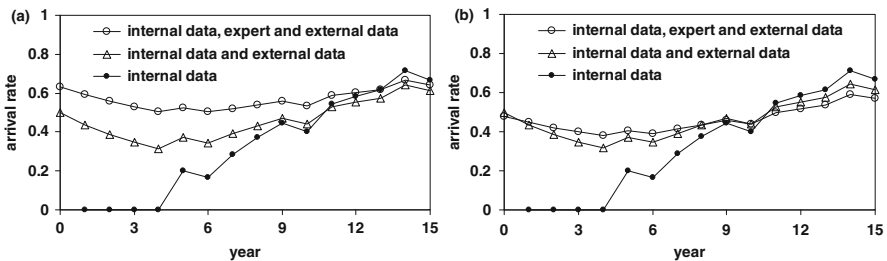 (a)
1
0.8
0.6
0.4
0.2
0
arrival rate
internal data, expert and external data
internal data and external data
internal data
0 3 6 9 12 15
year
(b)
1
0.8
0.6
0.4
0.2
0
arrival rate
internal data, expert and external data
internal data and external data
internal data
0 3 6 9 12 15
year